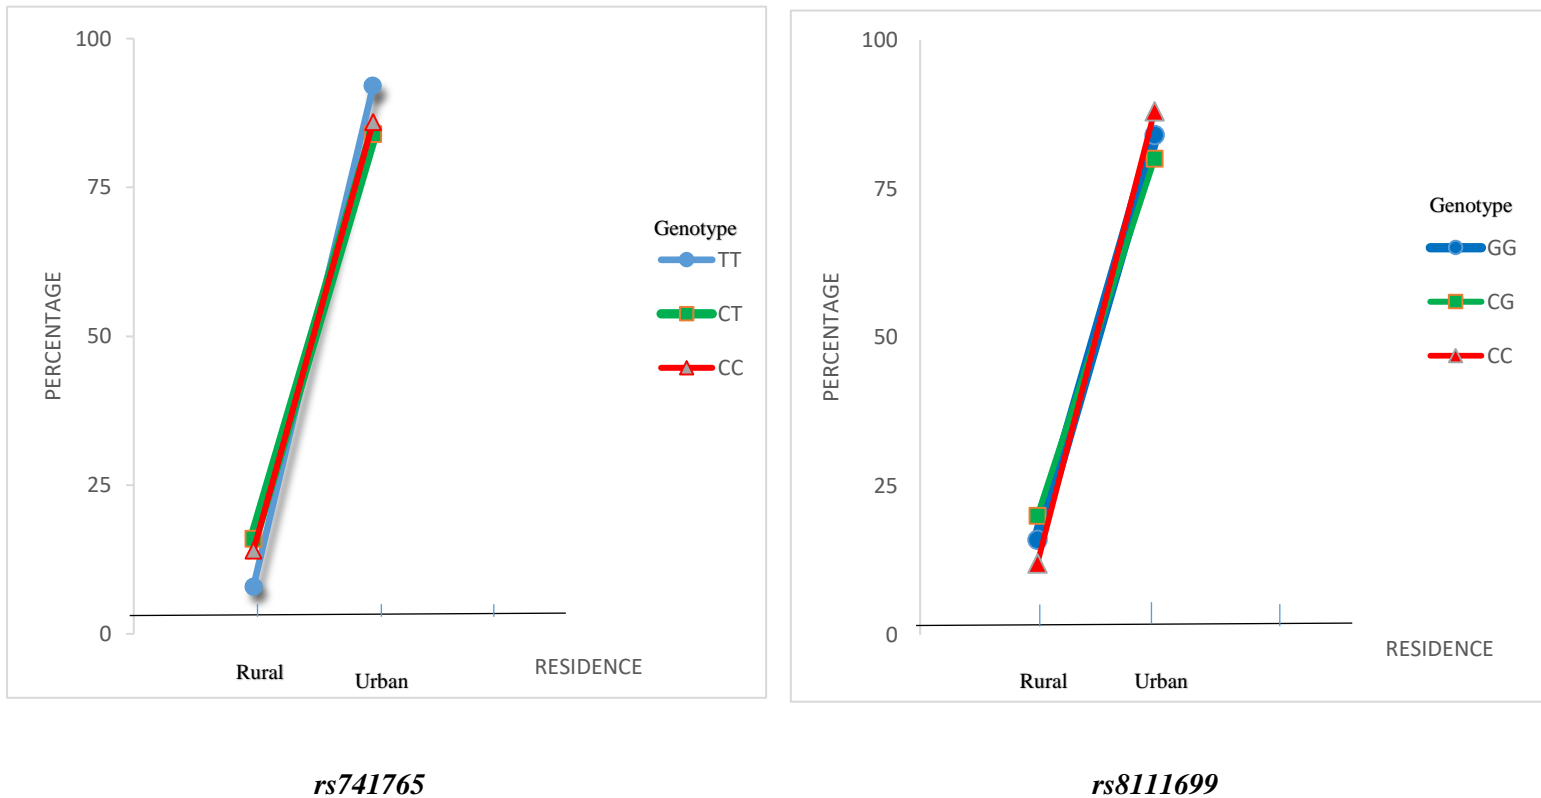 100
75
50
25
0
PERCENTAGE
Rural
Urban
RESIDENCE
Genotype
TT
CT
CC
rs741765
100
75
50
25
0
PERCENTAGE
Rural
Urban
RESIDENCE
Genotype
GG
CG
CC
rs8111699